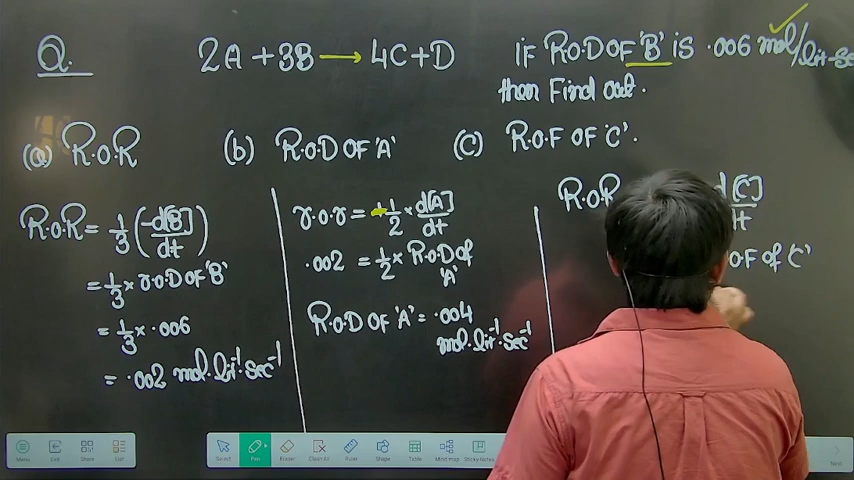 Q. 2A + 3B → 4C + D IF R.O.D OF 'B' IS .006 mol/lit-Sec
then Find out.
(a) R.O.R (b) R.O.D OF 'A' (c) R.O.F OF 'C'.
R.O.R = 1/3 (-d[B]/dt)
= 1/3 × r.O.D OF 'B'
= 1/3 × .006
= .002 mol.lit⁻¹.Sec⁻¹
r.o.r = 1/2 × d[A]/dt
.002 = 1/2 × R.O.D of 'A'
R.O.D OF 'A' = .004
mol.lit⁻¹.Sec⁻¹
R.O.R d[C]/dt
O.F of 'C'
Menu Exit Share List Select Pen Eraser Clean All Ruler Shape Table Mind map Sticky Notes Next